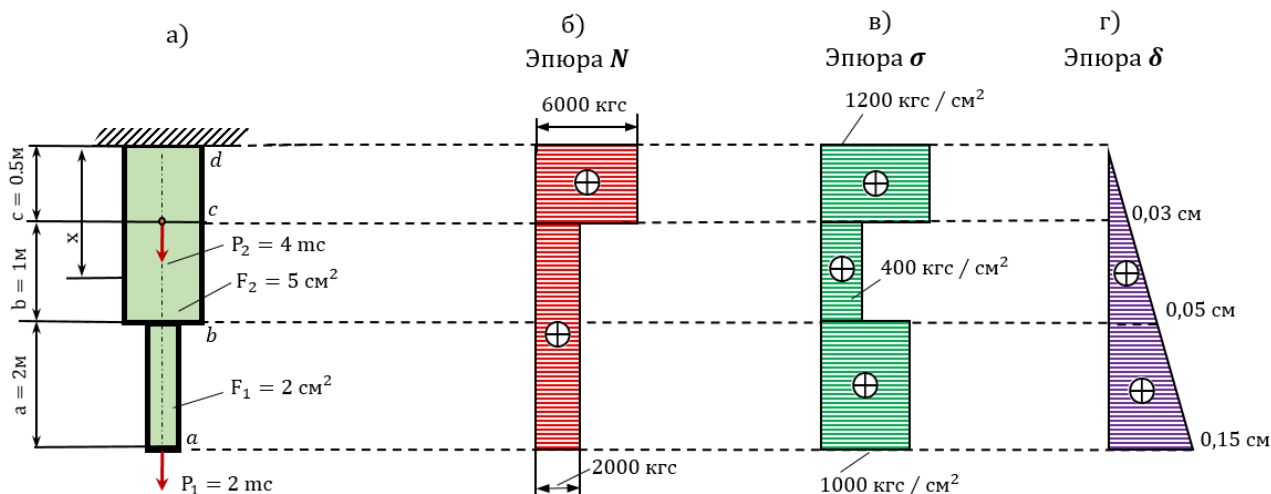 а)
б)
Эпюра N
в)
Эпюра σ
г)
Эпюра δ
6000 кгс
1200 кгс / см²
c = 0.5м
b = 1м
a = 2м
x
d
c
P₂ = 4 mc
F₂ = 5 см²
b
F₁ = 2 см²
a
P₁ = 2 mc
2000 кгс
400 кгс / см²
1000 кгс / см²
0,03 см
0,05 см
0,15 см